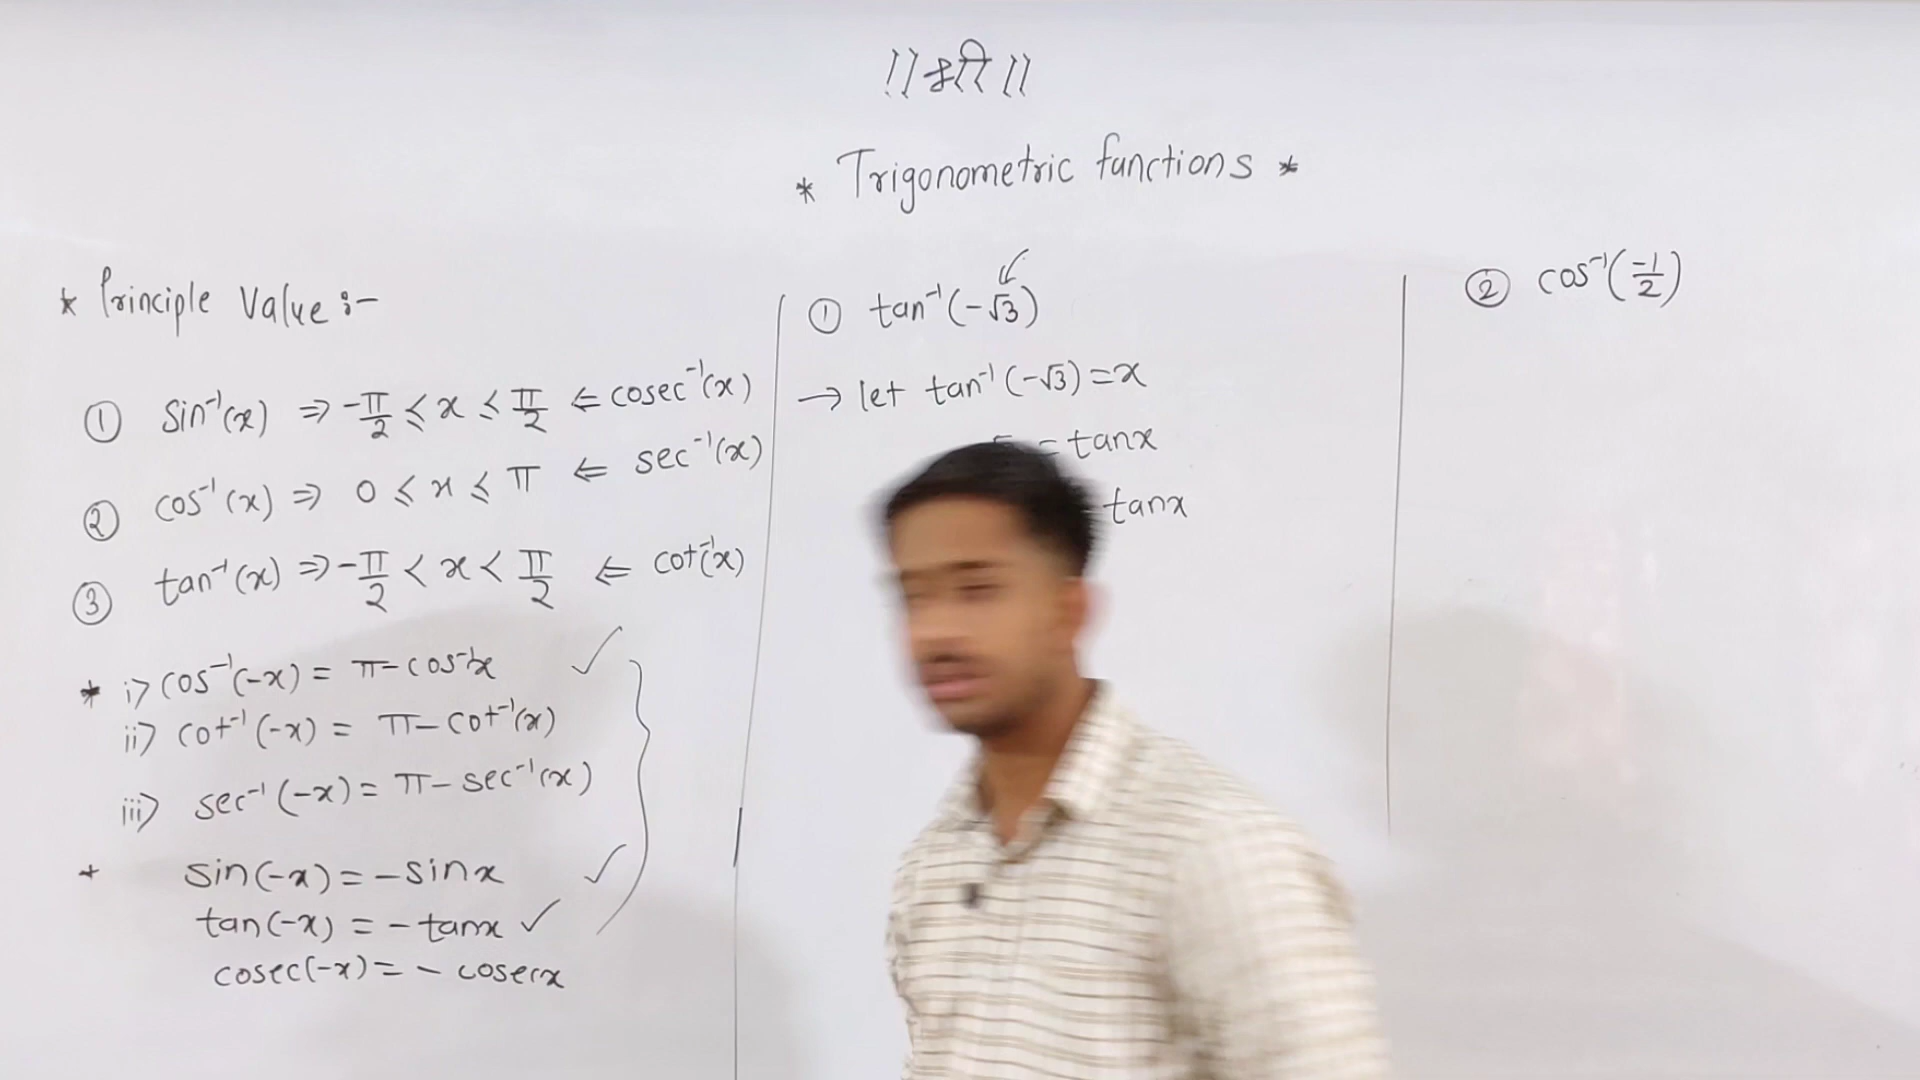 ।। श्री ।।
* Trigonometric functions *
* Principle Value :-
① Sin⁻¹(x) ⇒ -π/2 ≤ x ≤ π/2 ⇐ cosec⁻¹(x)
② cos⁻¹(x) ⇒ 0 ≤ x ≤ π ⇐ sec⁻¹(x)
③ tan⁻¹(x) ⇒ -π/2 < x < π/2 ⇐ cot⁻¹(x)
* i) cos⁻¹(-x) = π - cos⁻¹x ✓
ii) cot⁻¹(-x) = π - cot⁻¹(x)
iii) sec⁻¹(-x) = π - sec⁻¹(x)
+ sin(-x) = -sinx ✓
tan(-x) = - tanx ✓
cosec(-x) = - cosecx
① tan⁻¹(-√3)
→ let tan⁻¹(-√3) = x
= tanx
tanx
② cos⁻¹(-1/2)